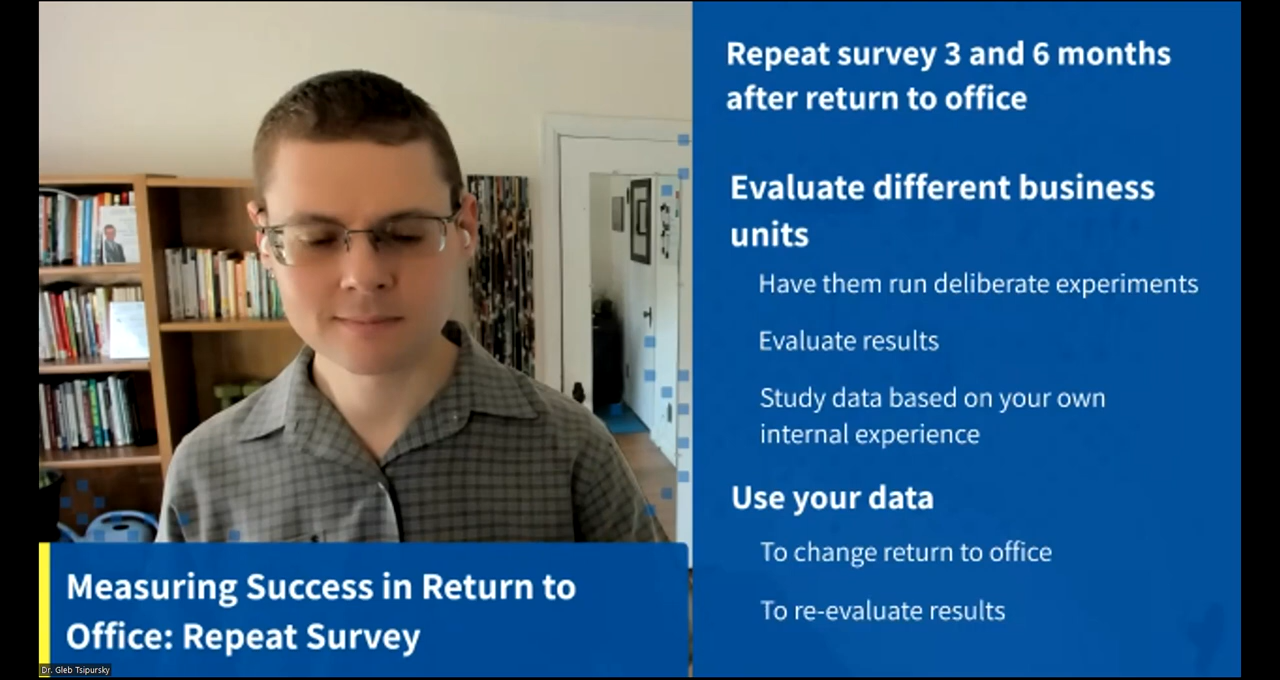 Repeat survey 3 and 6 months
after return to office
Evaluate different business
units
Have them run deliberate experiments
Evaluate results
Study data based on your own
internal experience
Use your data
To change return to office
To re-evaluate results
Measuring Success in Return to
Office: Repeat Survey
Dr. Gleb Tsipursky